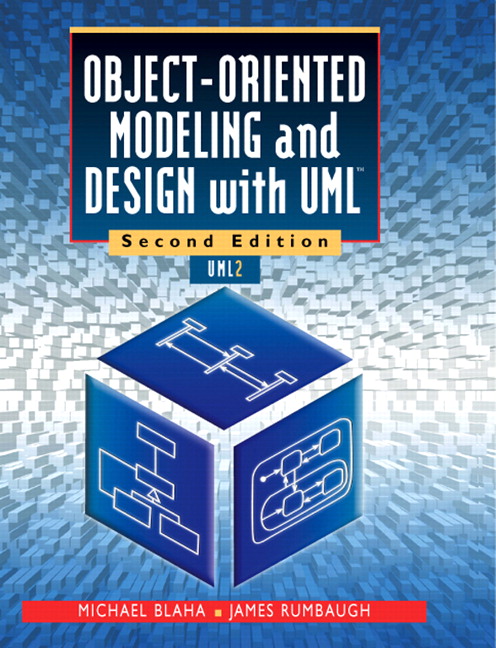 OBJECT-ORIENTED
MODELING and
DESIGN with UML™
Second Edition
UML2
MICHAEL BLAHA ■ JAMES RUMBAUGH